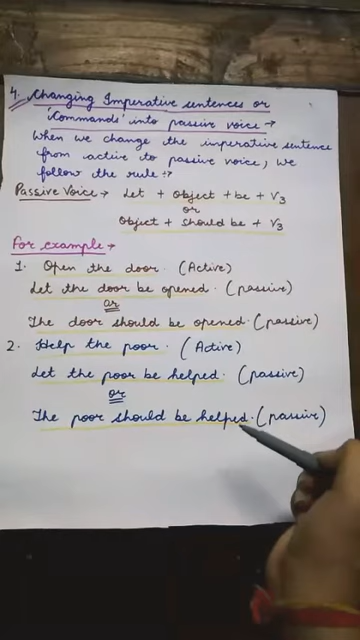 4. Changing Imperative sentences or
'Commands' into passive voice →
When we change the imperative sentence
from active to passive voice, we
follow the rule :→
Passive Voice → Let + object + be + V3
or
Object + should be + V3
For example →
1. Open the door. (Active)
Let the door be opened. (passive)
or
The door should be opened. (passive)
2. Help the poor. (Active)
Let the poor be helped. (passive)
or
The poor should be helped. (passive)